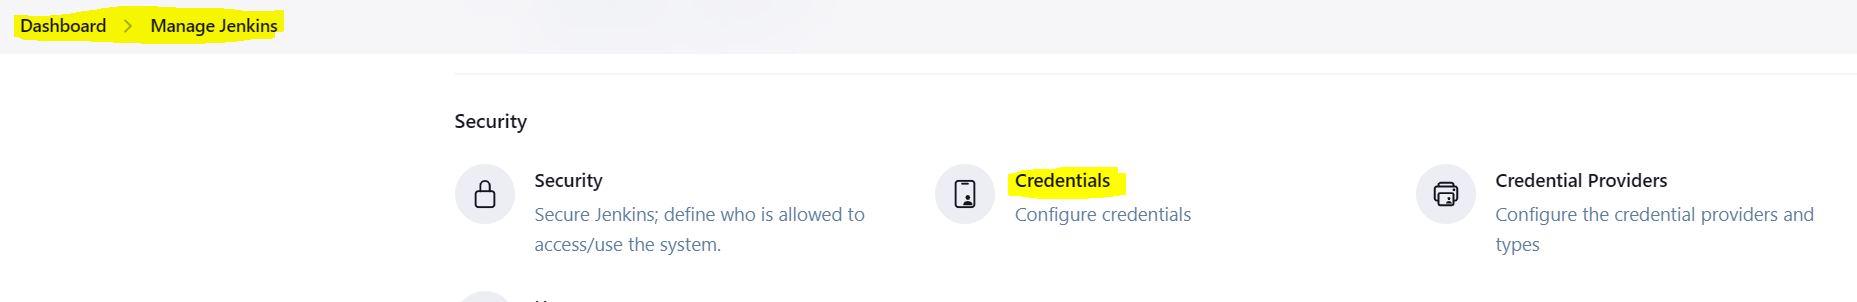 Dashboard > Manage Jenkins
Security
Security
Secure Jenkins; define who is allowed to
access/use the system.
Credentials
Configure credentials
Credential Providers
Configure the credential providers and
types